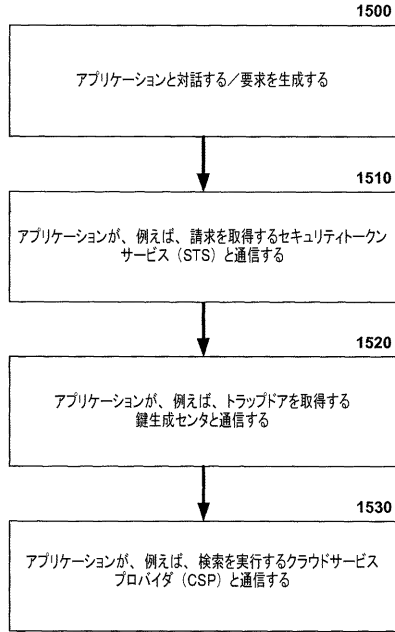 1500
アプリケーションと対話する／要求を生成する
1510
アプリケーションが、例えば、請求を取得するセキュリティトークン
サービス（STS）と通信する
1520
アプリケーションが、例えば、トラップドアを取得する
鍵生成センタと通信する
1530
アプリケーションが、例えば、検索を実行するクラウドサービス
プロバイダ（CSP）と通信する